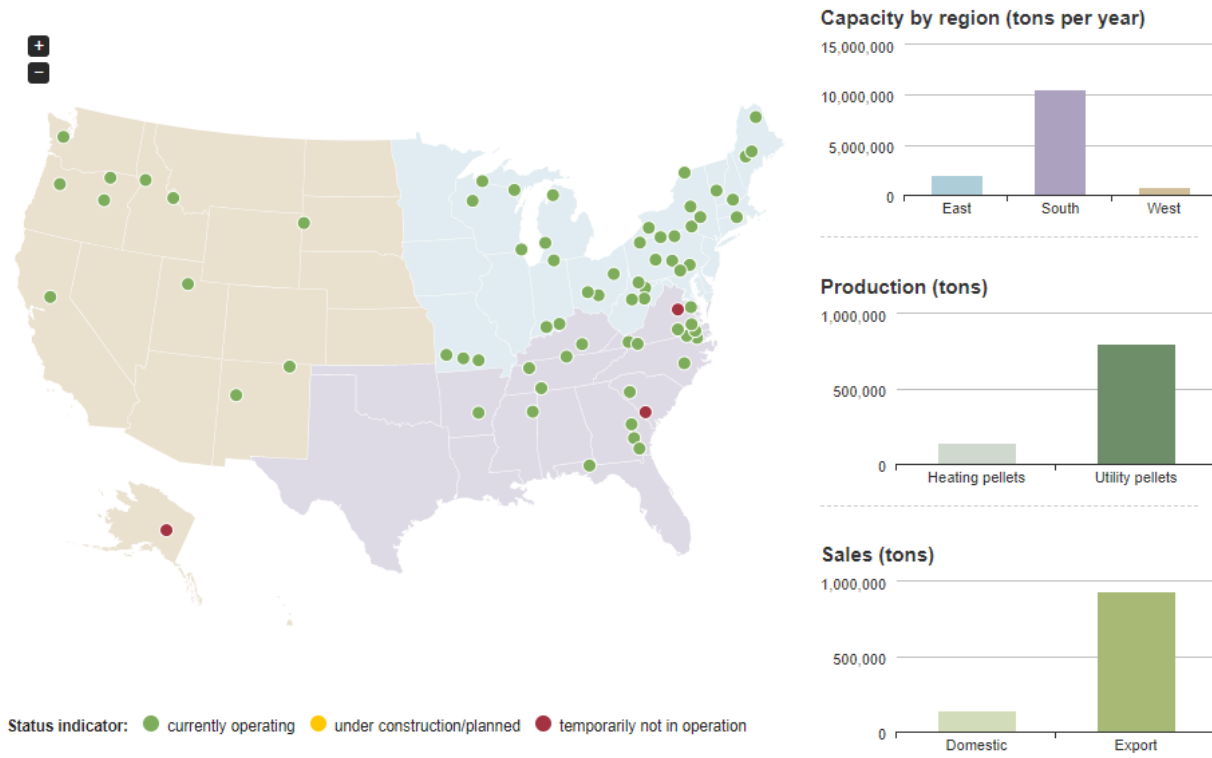 +
−
Capacity by region (tons per year)
15,000,000
10,000,000
5,000,000
0
East South West
Production (tons)
1,000,000
500,000
0
Heating pellets Utility pellets
Sales (tons)
1,000,000
500,000
0
Domestic Export
Status indicator: currently operating under construction/planned temporarily not in operation